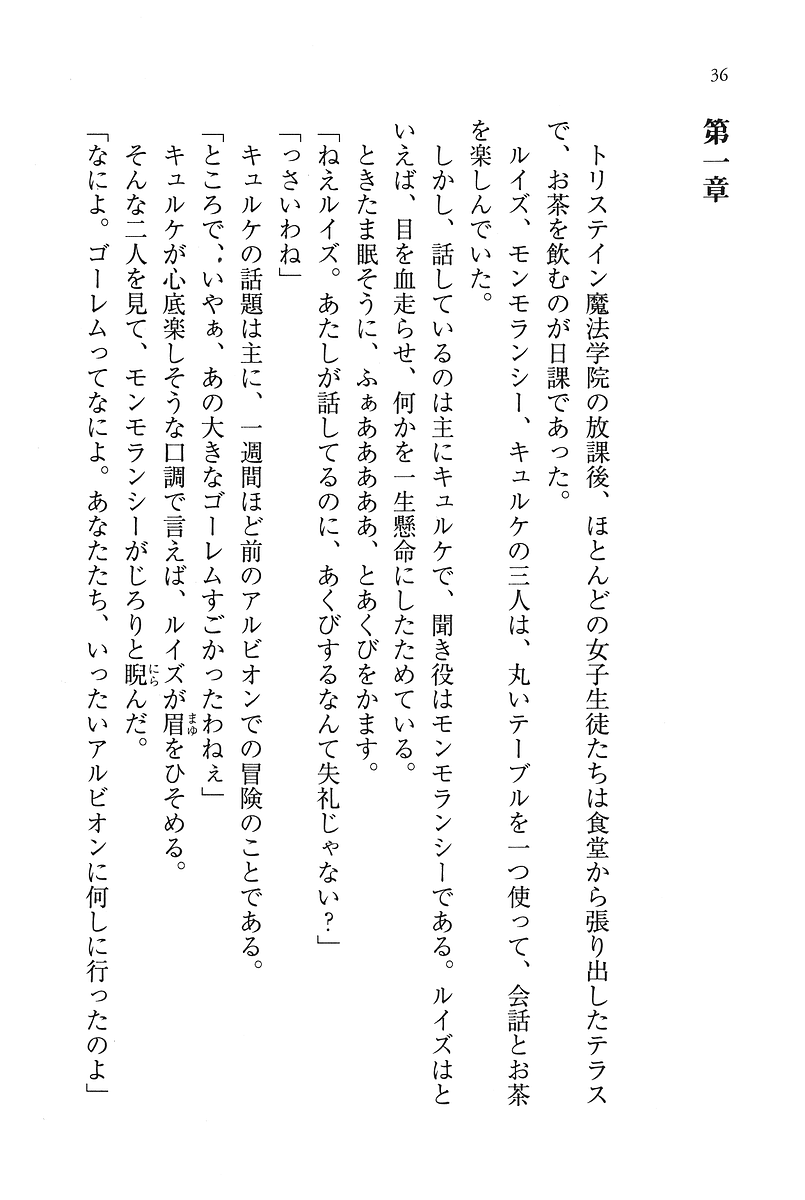 36
第一章
トリステイン魔法学院の放課後、ほとんどの女子生徒たちは食堂から張り出したテラス
で、お茶を飲むのが日課であった。
ルイズ、モンモランシー、キュルケの三人は、丸いテーブルを一つ使って、会話とお茶
を楽しんでいた。
しかし、話しているのは主にキュルケで、聞き役はモンモランシーである。ルイズはと
いえば、目を血走らせ、何かを一生懸命にしたためている。
ときたま眠そうに、ふぁあああああ、とあくびをかます。
「ねえルイズ。あたしが話してるのに、あくびするなんて失礼じゃない？」
「っさいわね」
キュルケの話題は主に、一週間ほど前のアルビオンでの冒険のことである。
「ところで、いやぁ、あの大きなゴーレムすごかったわねぇ」
キュルケが心底楽しそうな口調で言えば、ルイズが眉をひそめる。
そんな二人を見て、モンモランシーがじろりと睨んだ。
「なによ。ゴーレムってなによ。あなたたち、いったいアルビオンに何しに行ったのよ」